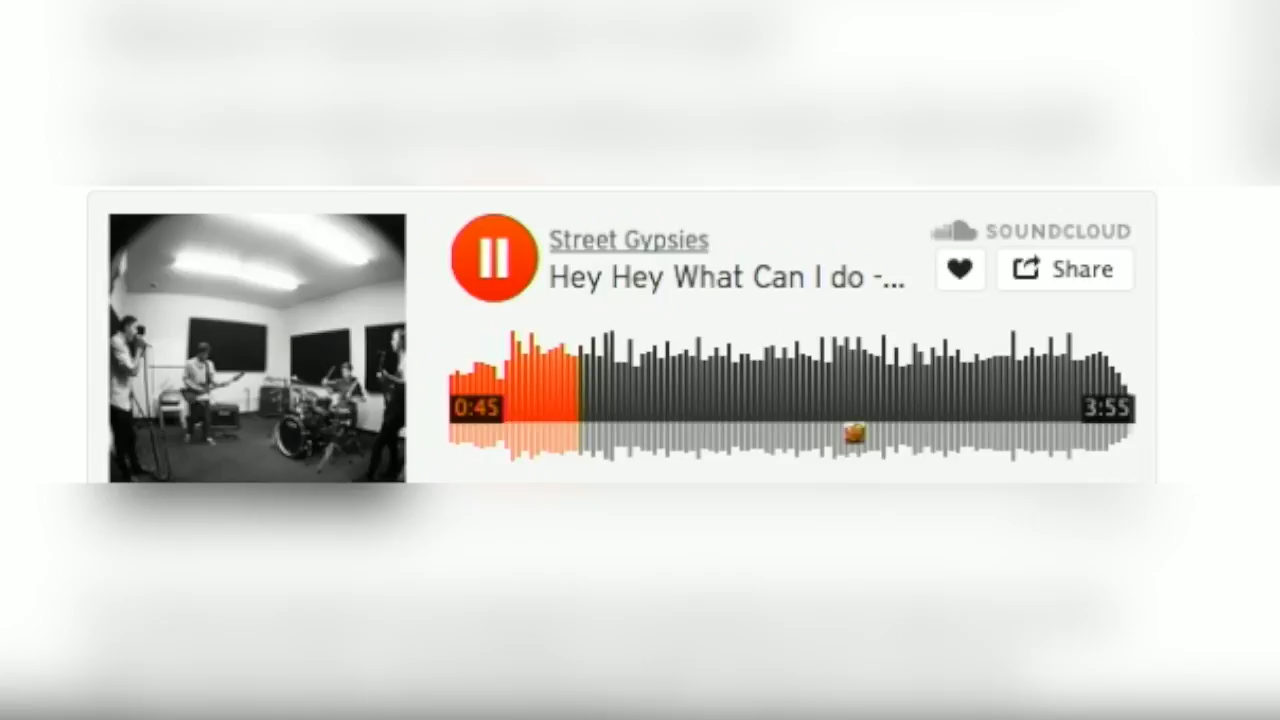 Street Gypsies
Hey Hey What Can I do -...
SOUNDCLOUD
Share
0:45
3:55